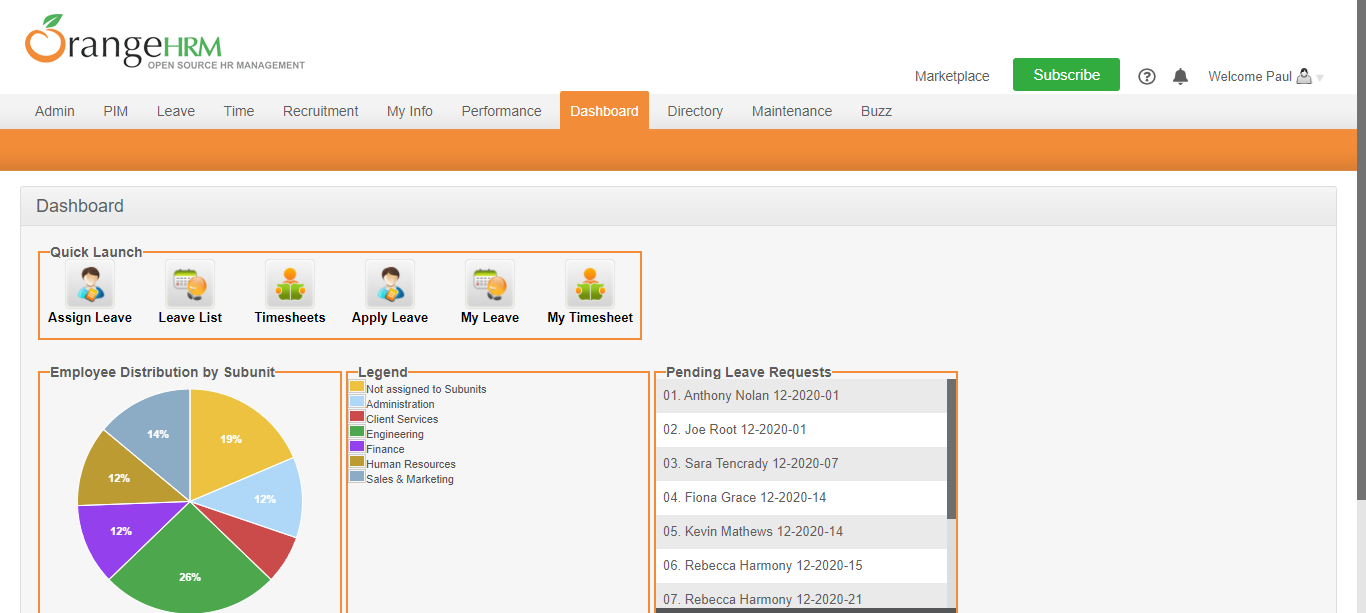 OrangeHRM
OPEN SOURCE HR MANAGEMENT
Marketplace
Subscribe
?
Welcome Paul
Admin
PIM
Leave
Time
Recruitment
My Info
Performance
Dashboard
Directory
Maintenance
Buzz
Dashboard
Quick Launch
Assign Leave
Leave List
Timesheets
Apply Leave
My Leave
My Timesheet
Employee Distribution by Subunit
19%
12%
26%
12%
12%
14%
Legend
Not assigned to Subunits
Administration
Client Services
Engineering
Finance
Human Resources
Sales & Marketing
Pending Leave Requests
01. Anthony Nolan 12-2020-01
02. Joe Root 12-2020-01
03. Sara Tencrady 12-2020-07
04. Fiona Grace 12-2020-14
05. Kevin Mathews 12-2020-14
06. Rebecca Harmony 12-2020-15
07. Rebecca Harmony 12-2020-21